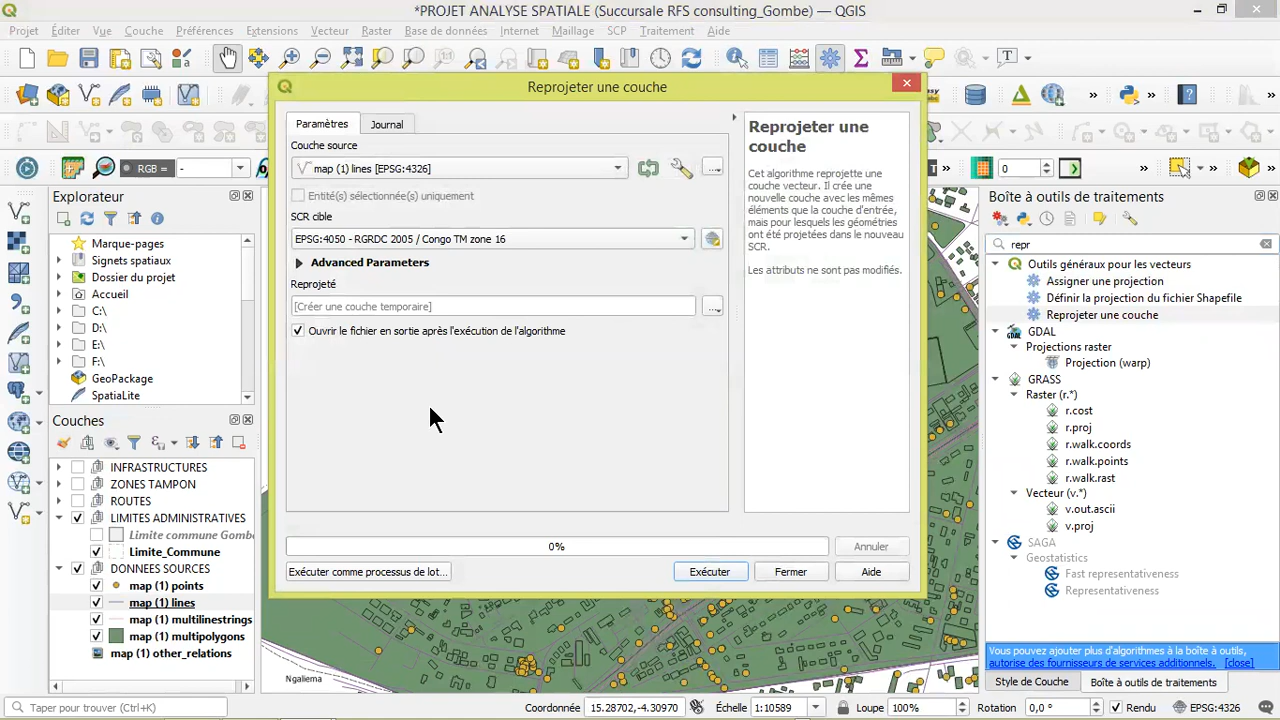 *PROJET ANALYSE SPATIALE (Succursale RFS consulting_Gombe) — QGIS
Projet Éditer Vue Couche Préférences Extensions Vecteur Raster Base de données Internet Maillage SCP Traitement Aide
RGB = -
0
Explorateur
Marque-pages
Signets spatiaux
Dossier du projet
Accueil
C:\
D:\
E:\
F:\
GeoPackage
SpatiaLite
Couches
INFRASTRUCTURES
ZONES TAMPON
ROUTES
LIMITES ADMINISTRATIVES
Limite commune Gombe
Limite_Commune
DONNEES SOURCES
map (1) points
map (1) lines
map (1) multilinestrings
map (1) multipolygons
map (1) other_relations
Reprojeter une couche
Paramètres Journal
Couche source
map (1) lines [EPSG:4326]
Entité(s) sélectionnée(s) uniquement
SCR cible
EPSG:4050 - RGRDC 2005 / Congo TM zone 16
Advanced Parameters
Reprojeté
[Créer une couche temporaire]
Ouvrir le fichier en sortie après l'exécution de l'algorithme
0%
Annuler
Exécuter comme processus de lot...
Exécuter
Fermer
Aide
Reprojeter une
couche
Cet algorithme reprojette une
couche vecteur. Il crée une
nouvelle couche avec les mêmes
éléments que la couche d'entrée,
mais pour lesquels les géométries
ont été projetées dans le nouveau
SCR.
Les attributs ne sont pas modifiés.
Ngaliema
Boîte à outils de traitements
repr
Outils généraux pour les vecteurs
Assigner une projection
Définir la projection du fichier Shapefile
Reprojeter une couche
GDAL
Projections raster
Projection (warp)
GRASS
Raster (r.*)
r.cost
r.proj
r.walk.coords
r.walk.points
r.walk.rast
Vecteur (v.*)
v.out.ascii
v.proj
SAGA
Geostatistics
Fast representativeness
Representativeness
Vous pouvez ajouter plus d'algorithmes à la boîte à outils,
autorise des fournisseurs de services additionnels. [close]
Style de Couche Boîte à outils de traitements
Taper pour trouver (Ctrl+K)
Coordonnée 15.28702,-4.30970 Échelle 1:10589 Loupe 100% Rotation 0,0 ° Rendu EPSG:4326